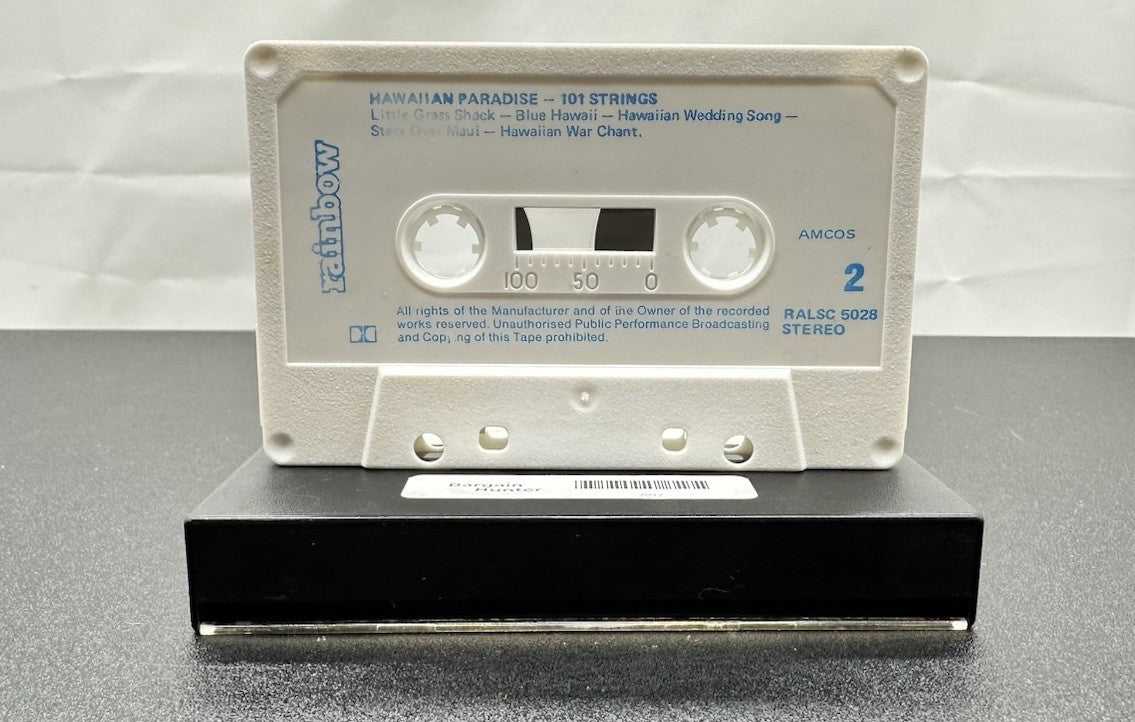 HAWAIIAN PARADISE – 101 STRINGS
Little Grass Shack – Blue Hawaii – Hawaiian Wedding Song –
Stars Over Maui – Hawaiian War Chant.
rainbow
AMCOS
100 50 0
2
All rights of the Manufacturer and of the Owner of the recorded
works reserved. Unauthorised Public Performance Broadcasting
and Copying of this Tape prohibited.
RALSC 5028
STEREO
Bargain
Hunter